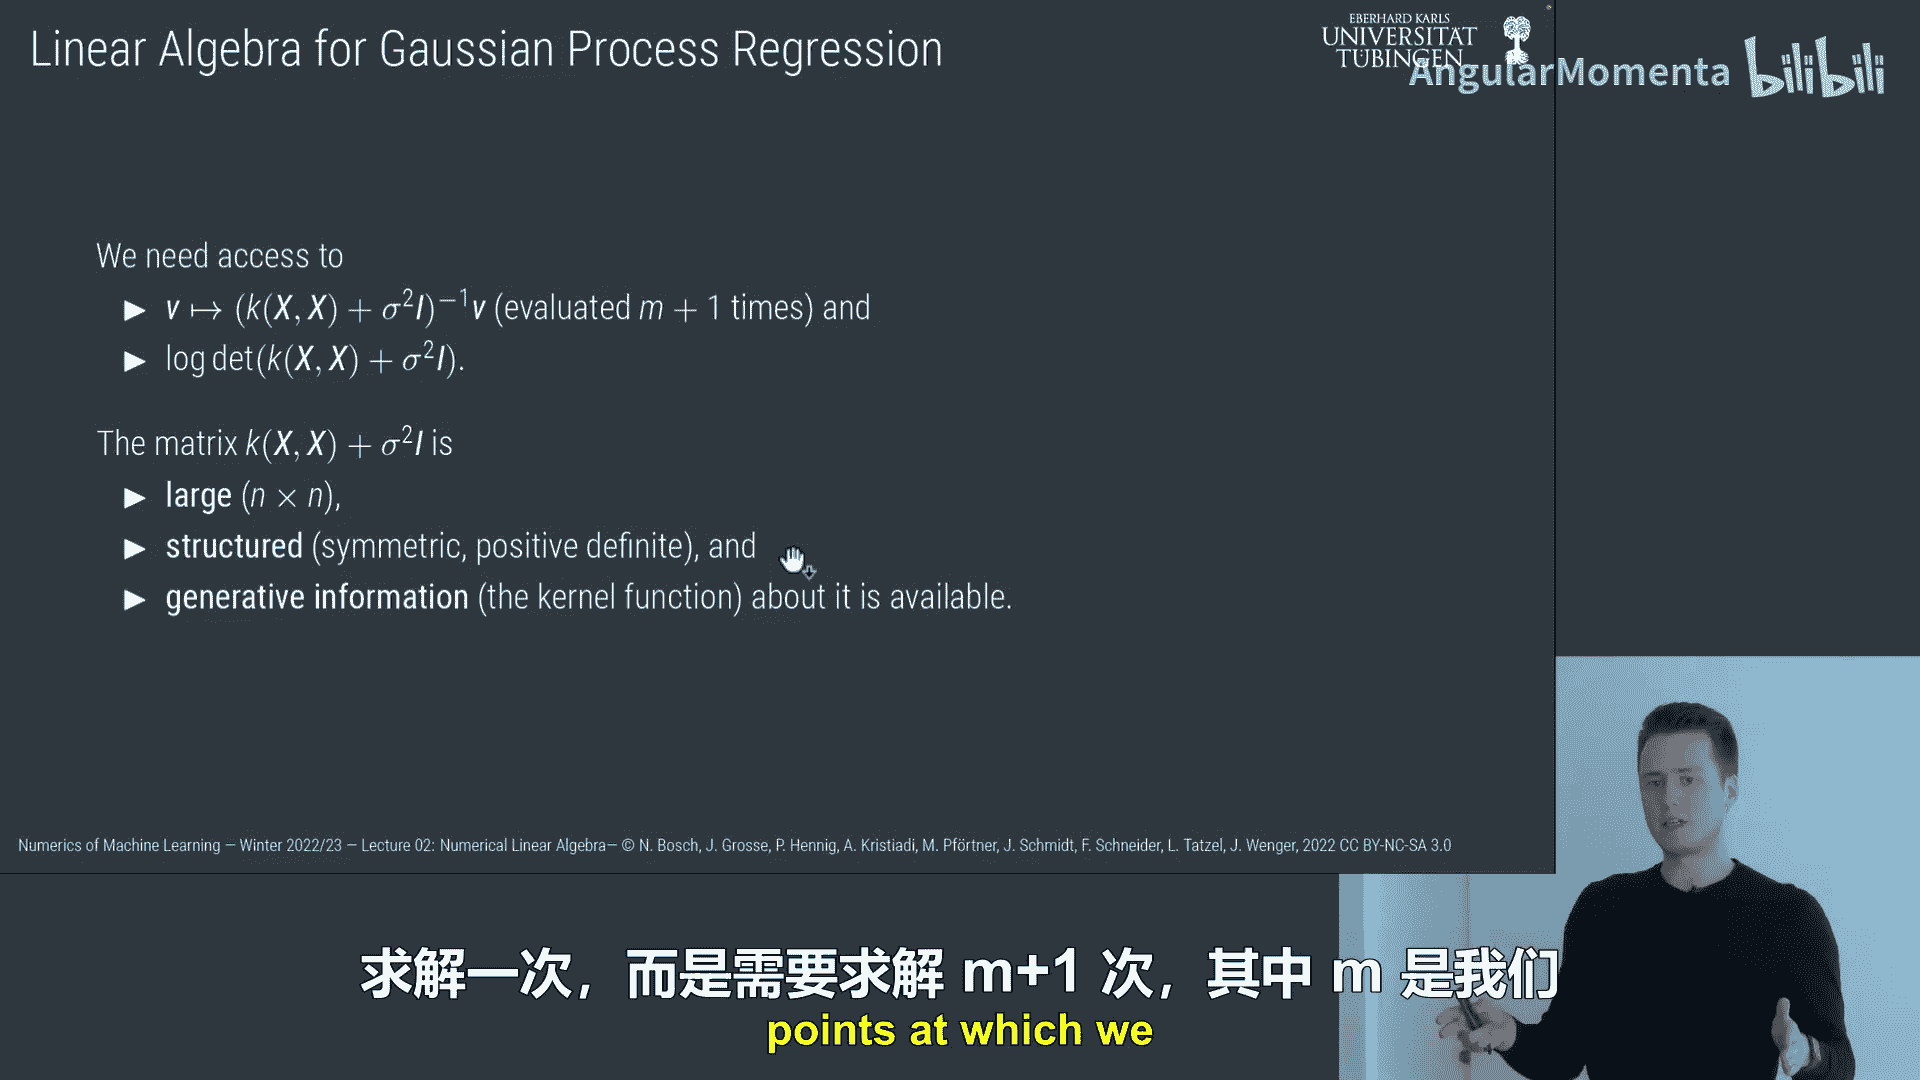 Linear Algebra for Gaussian Process Regression
EBERHARD KARLS
UNIVERSITÄT
TÜBINGEN
AngularMomenta bilibili
We need access to
▶ v ↦ (k(X, X) + σ²I)⁻¹v (evaluated m + 1 times) and
▶ log det(k(X, X) + σ²I).
The matrix k(X, X) + σ²I is
▶ large (n × n),
▶ structured (symmetric, positive definite), and
▶ generative information (the kernel function) about it is available.
Numerics of Machine Learning — Winter 2022/23 — Lecture 02: Numerical Linear Algebra— © N. Bosch, J. Grosse, P. Hennig, A. Kristiadi, M. Pförtner, J. Schmidt, F. Schneider, L. Tatzel, J. Wenger, 2022 CC BY-NC-SA 3.0
求解一次，而是需要求解 m+1 次，其中 m 是我们
points at which we